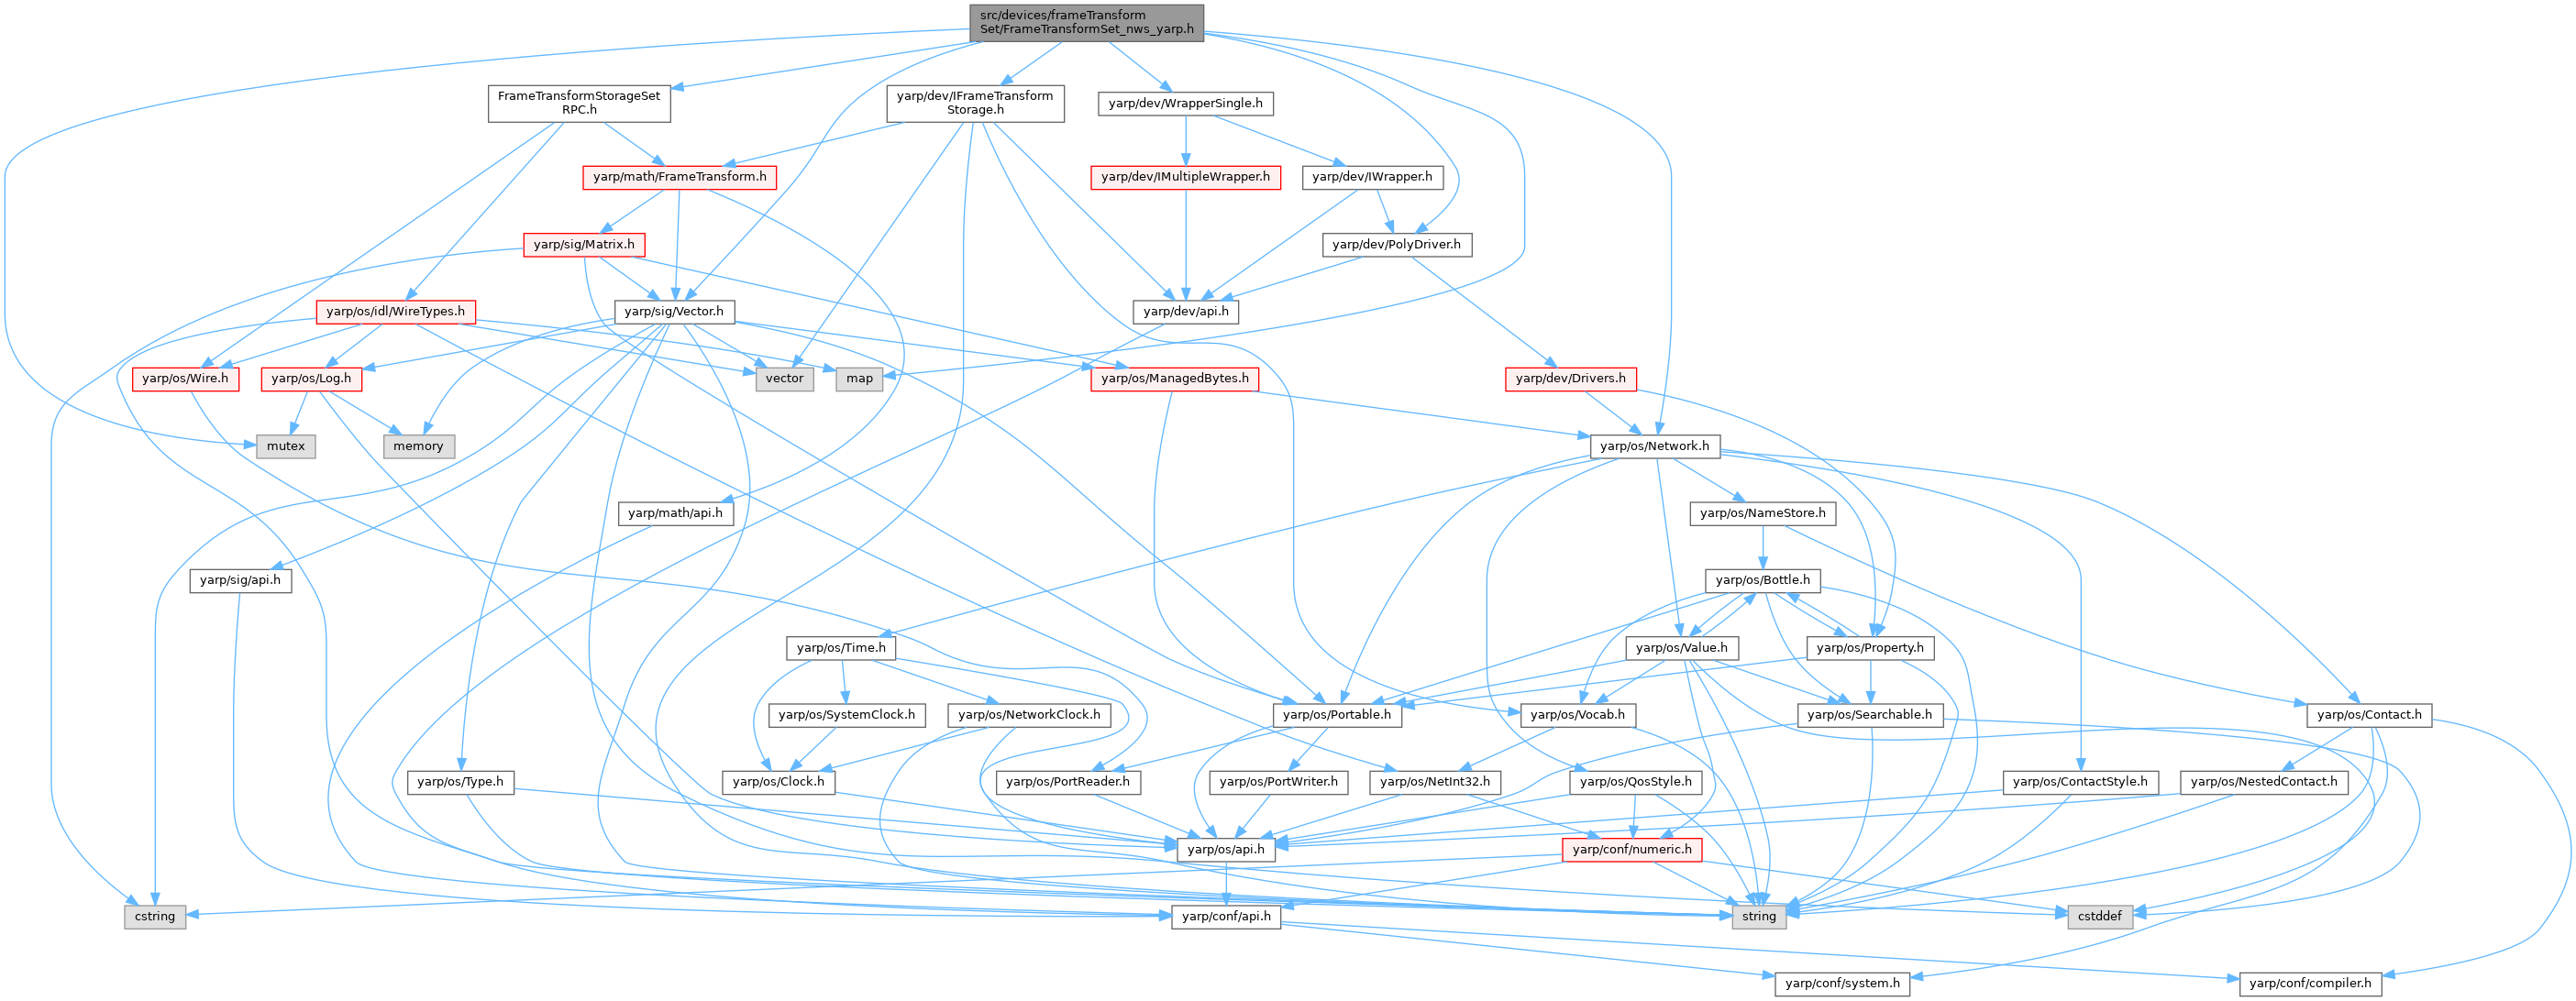 src/devices/frameTransform
Set/FrameTransformSet_nws_yarp.h
FrameTransformStorageSet
RPC.h
yarp/dev/IFrameTransform
Storage.h
yarp/dev/WrapperSingle.h
yarp/math/FrameTransform.h
yarp/dev/IMultipleWrapper.h
yarp/dev/IWrapper.h
yarp/sig/Matrix.h
yarp/dev/PolyDriver.h
yarp/os/idl/WireTypes.h
yarp/sig/Vector.h
yarp/dev/api.h
yarp/os/Wire.h
yarp/os/Log.h
vector
map
yarp/os/ManagedBytes.h
yarp/dev/Drivers.h
mutex
memory
yarp/os/Network.h
yarp/math/api.h
yarp/os/NameStore.h
yarp/sig/api.h
yarp/os/Bottle.h
yarp/os/Time.h
yarp/os/Value.h
yarp/os/Property.h
yarp/os/SystemClock.h
yarp/os/NetworkClock.h
yarp/os/Portable.h
yarp/os/Vocab.h
yarp/os/Searchable.h
yarp/os/Contact.h
yarp/os/Type.h
yarp/os/Clock.h
yarp/os/PortReader.h
yarp/os/PortWriter.h
yarp/os/NetInt32.h
yarp/os/QosStyle.h
yarp/os/ContactStyle.h
yarp/os/NestedContact.h
yarp/os/api.h
yarp/conf/numeric.h
cstring
yarp/conf/api.h
string
cstddef
yarp/conf/system.h
yarp/conf/compiler.h